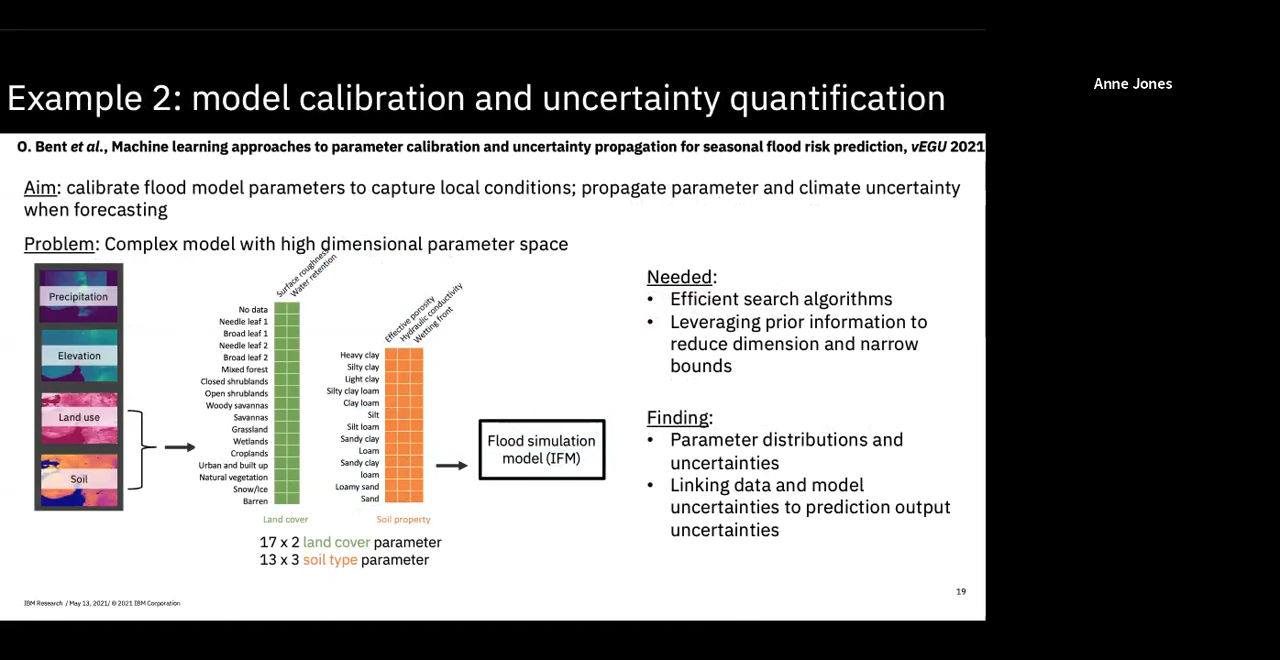 Anne Jones
Example 2: model calibration and uncertainty quantification
O. Bent et al., Machine learning approaches to parameter calibration and uncertainty propagation for seasonal flood risk prediction, vEGU 2021
Aim: calibrate flood model parameters to capture local conditions; propagate parameter and climate uncertainty
when forecasting
Problem: Complex model with high dimensional parameter space
Precipitation
Elevation
Land use
Soil
Surface roughness
Water retention
No data
Needle leaf 1
Broad leaf 1
Needle leaf 2
Broad leaf 2
Mixed forest
Closed shrublands
Open shrublands
Woody savannas
Savannas
Grassland
Wetlands
Croplands
Urban and built up
Natural vegetation
Snow/Ice
Barren
Land cover
Effective porosity
Hydraulic conductivity
Wetting front
Heavy clay
Silty clay
Light clay
Silty clay loam
Clay loam
Silt
Silt loam
Sandy clay
Loam
Sandy clay
loam
Loamy sand
Sand
Soil property
17 x 2 land cover parameter
13 x 3 soil type parameter
Flood simulation
model (IFM)
Needed:
• Efficient search algorithms
• Leveraging prior information to
reduce dimension and narrow
bounds
Finding:
• Parameter distributions and
uncertainties
• Linking data and model
uncertainties to prediction output
uncertainties
IBM Research / May 13, 2021/ © 2021 IBM Corporation
19